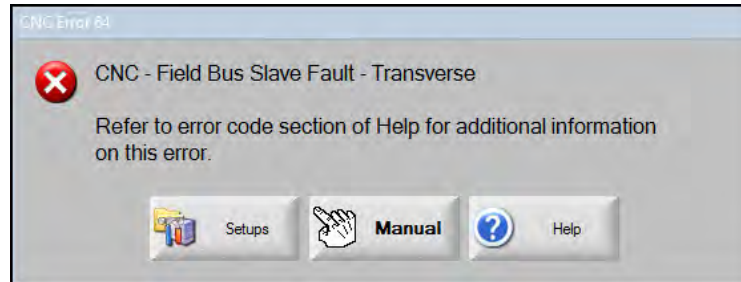 CNC Error 64
CNC - Field Bus Slave Fault - Transverse
Refer to error code section of Help for additional information
on this error.
Setups
Manual
Help